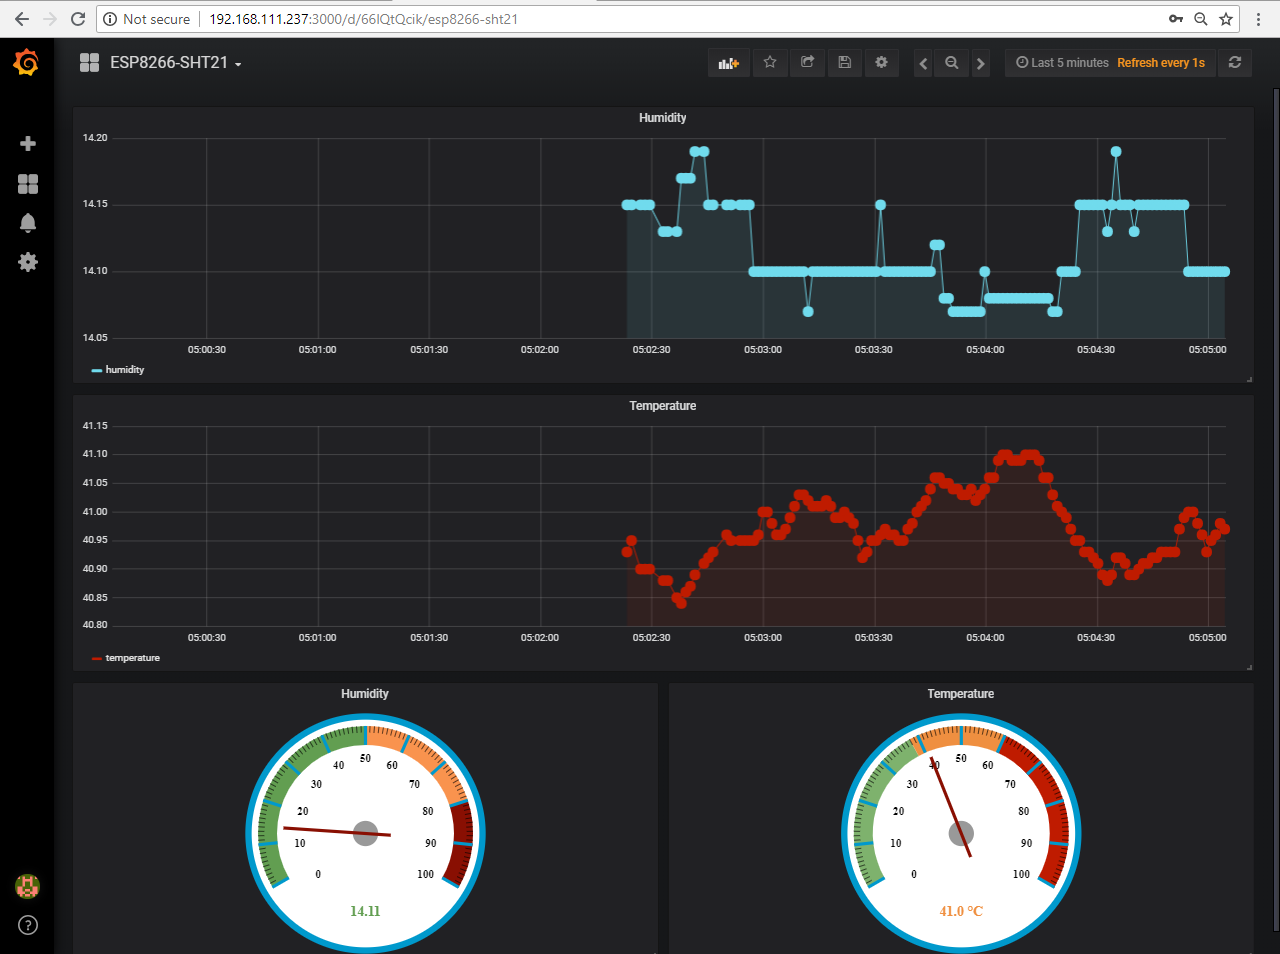 Not secure 192.168.111.237:3000/d/66lQtQcik/esp8266-sht21
ESP8266-SHT21
Last 5 minutes Refresh every 1s
Humidity
14.20
14.15
14.10
14.05
05:00:30 05:01:00 05:01:30 05:02:00 05:02:30 05:03:00 05:03:30 05:04:00 05:04:30 05:05:00
humidity
Temperature
41.15
41.10
41.05
41.00
40.95
40.90
40.85
40.80
05:00:30 05:01:00 05:01:30 05:02:00 05:02:30 05:03:00 05:03:30 05:04:00 05:04:30 05:05:00
temperature
Humidity
0 10 20 30 40 50 60 70 80 90 100
14.11
Temperature
0 10 20 30 40 50 60 70 80 90 100
41.0 °C
?